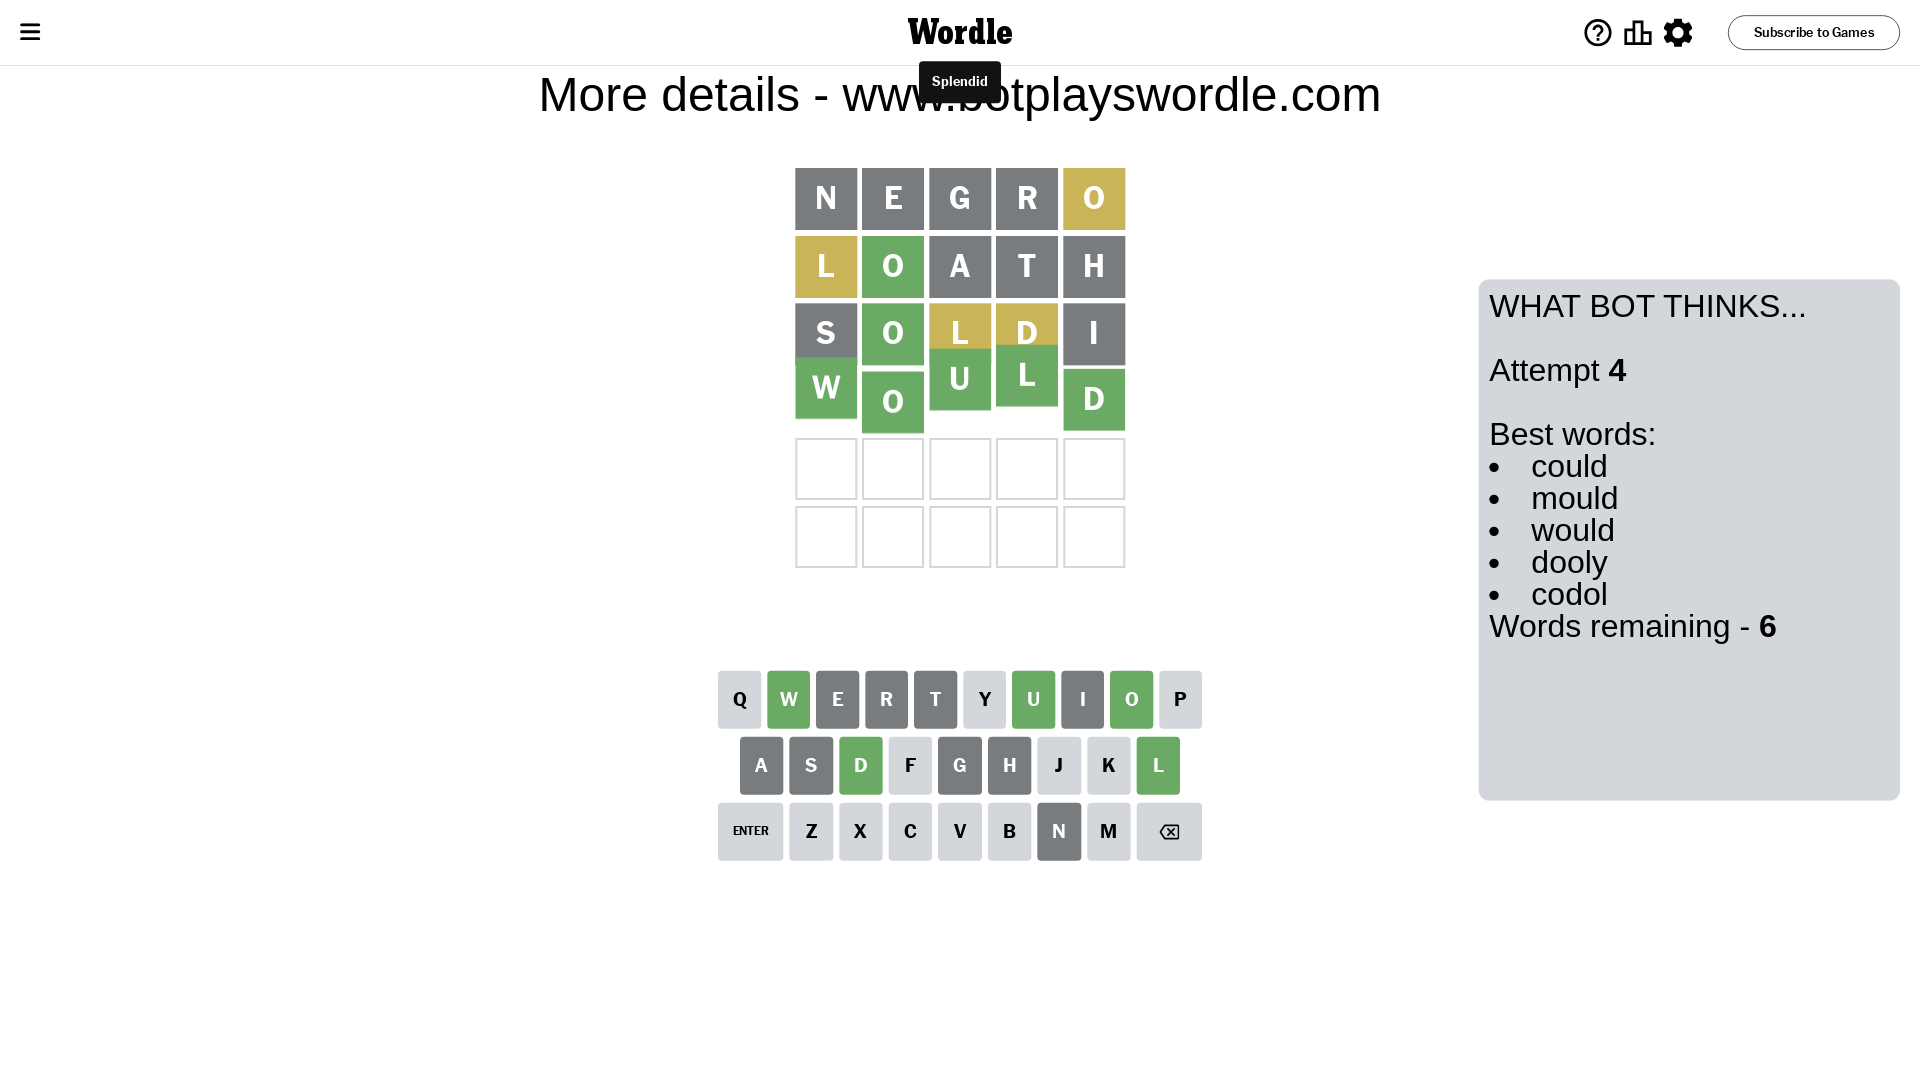 Wordle
Subscribe to Games
Splendid
More details - www.botplayswordle.com
N E G R O
L O A T H
S O L D I
W O U L D
WHAT BOT THINKS...
Attempt 4
Best words:
• could
• mould
• would
• dooly
• codol
Words remaining - 6
Q W E R T Y U I O P
A S D F G H J K L
ENTER Z X C V B N M